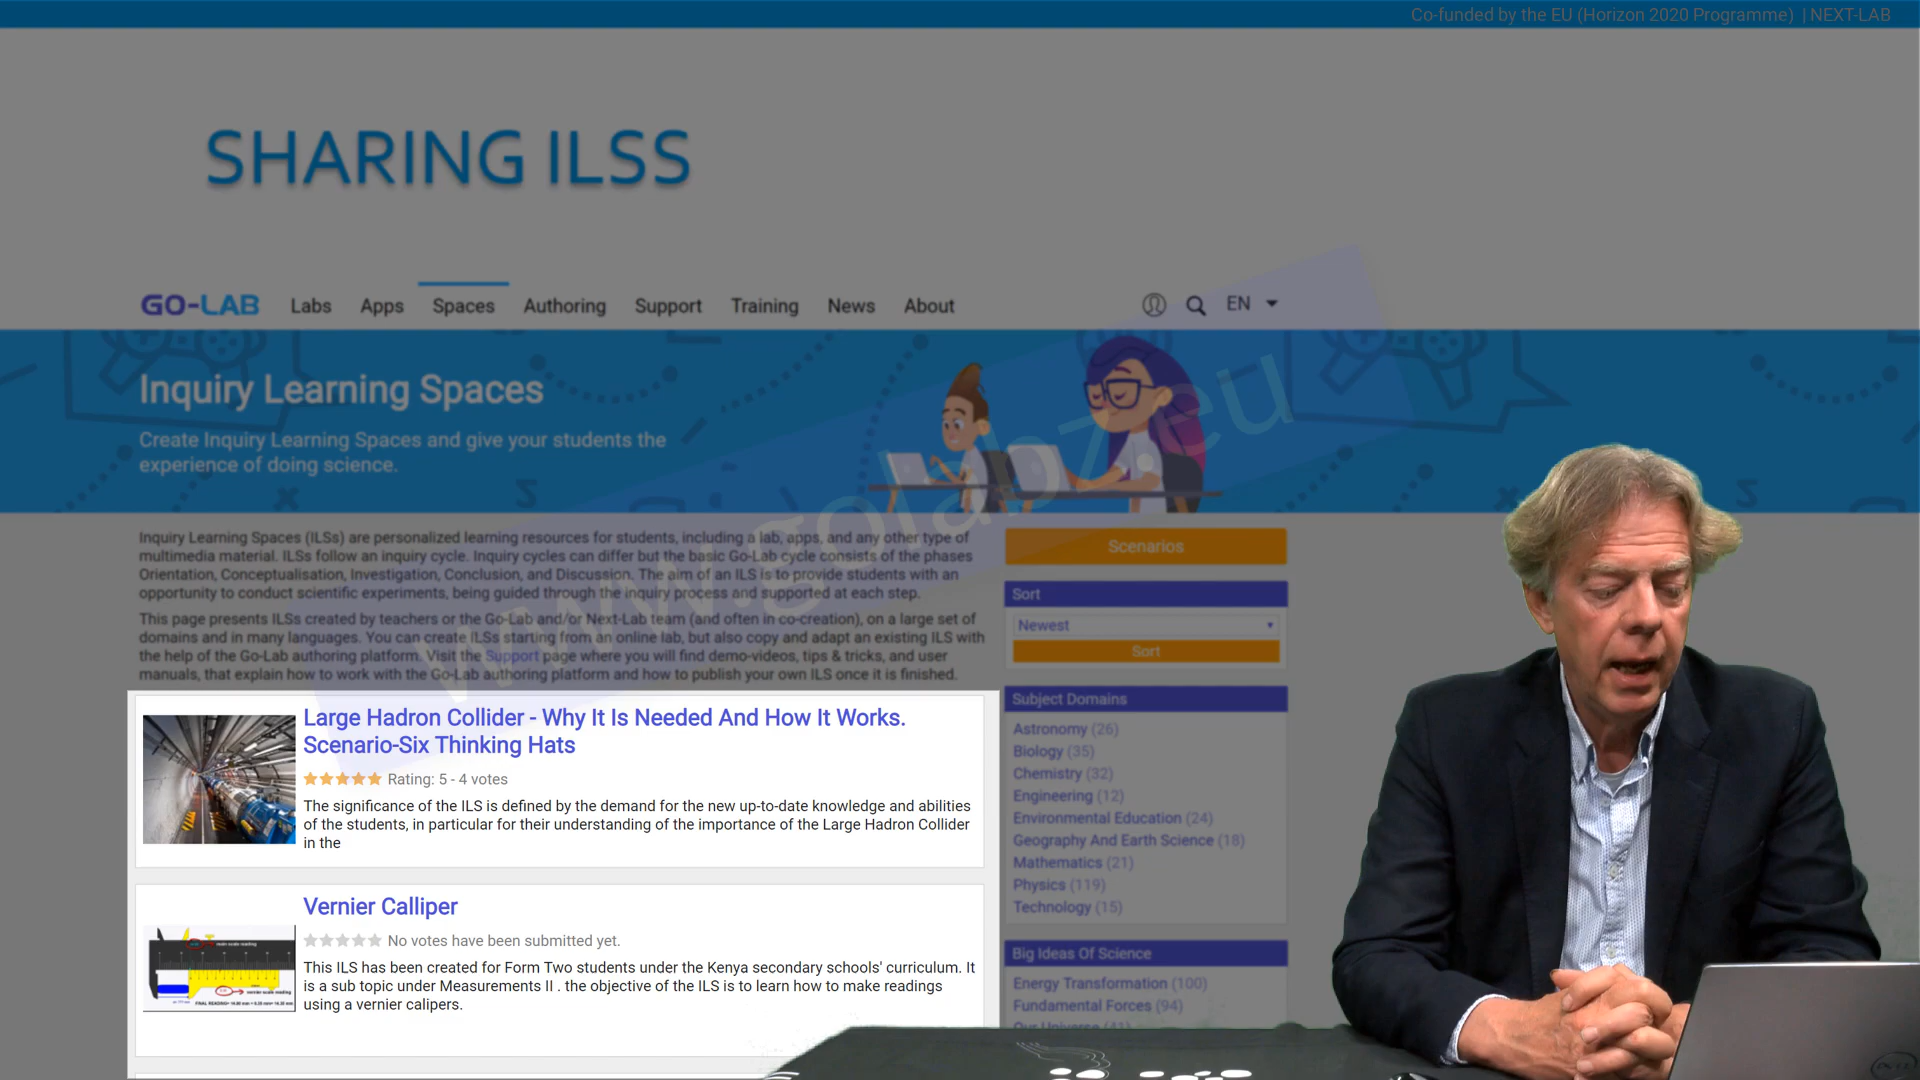 Co-funded by the EU (Horizon 2020 Programme) | NEXT-LAB
SHARING ILSS
GO-LAB Labs Apps Spaces Authoring Support Training News About EN
Inquiry Learning Spaces
Create Inquiry Learning Spaces and give your students the
experience of doing science.
www.golabz.eu
Inquiry Learning Spaces (ILSs) are personalized learning resources for students, including a lab, apps, and any other type of
multimedia material. ILSs follow an inquiry cycle. Inquiry cycles can differ but the basic Go-Lab cycle consists of the phases
Orientation, Conceptualisation, Investigation, Conclusion, and Discussion. The aim of an ILS is to provide students with an
opportunity to conduct scientific experiments, being guided through the inquiry process and supported at each step.
This page presents ILSs created by teachers or the Go-Lab and/or Next-Lab team (and often in co-creation), on a large set of
domains and in many languages. You can create ILSs starting from an online lab, but also copy and adapt an existing ILS with
the help of the Go-Lab authoring platform. Visit the Support page where you will find demo-videos, tips & tricks, and user
manuals, that explain how to work with the Go-Lab authoring platform and how to publish your own ILS once it is finished.
Large Hadron Collider - Why It Is Needed And How It Works.
Scenario-Six Thinking Hats
Rating: 5 - 4 votes
The significance of the ILS is defined by the demand for the new up-to-date knowledge and abilities
of the students, in particular for their understanding of the importance of the Large Hadron Collider
in the
Vernier Calliper
No votes have been submitted yet.
This ILS has been created for Form Two students under the Kenya secondary schools' curriculum. It
is a sub topic under Measurements II . the objective of the ILS is to learn how to make readings
using a vernier calipers.
Scenarios
Sort
Newest
Sort
Subject Domains
Astronomy (26)
Biology (35)
Chemistry (32)
Engineering (12)
Environmental Education (24)
Geography And Earth Science (18)
Mathematics (21)
Physics (119)
Technology (15)
Big Ideas Of Science
Energy Transformation (100)
Fundamental Forces (94)
Our Universe (41)